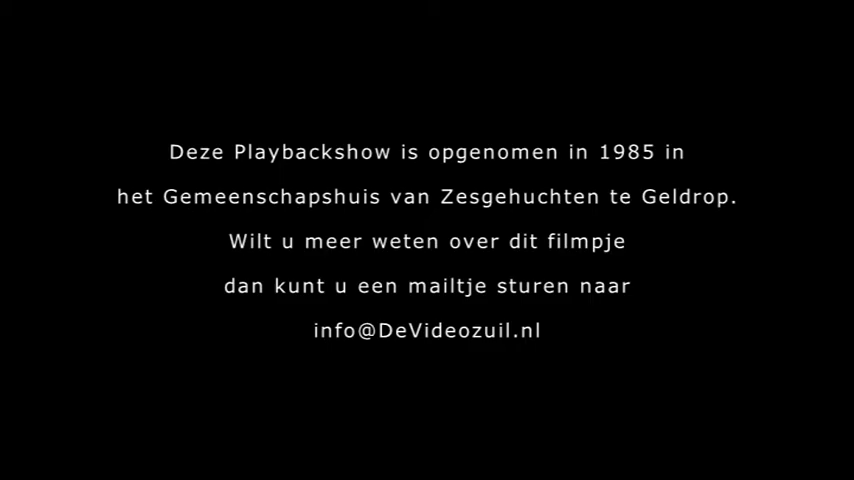 Deze Playbackshow is opgenomen in 1985 in
het Gemeenschapshuis van Zesgehuchten te Geldrop.
Wilt u meer weten over dit filmpje
dan kunt u een mailtje sturen naar
info@DeVideozuil.nl